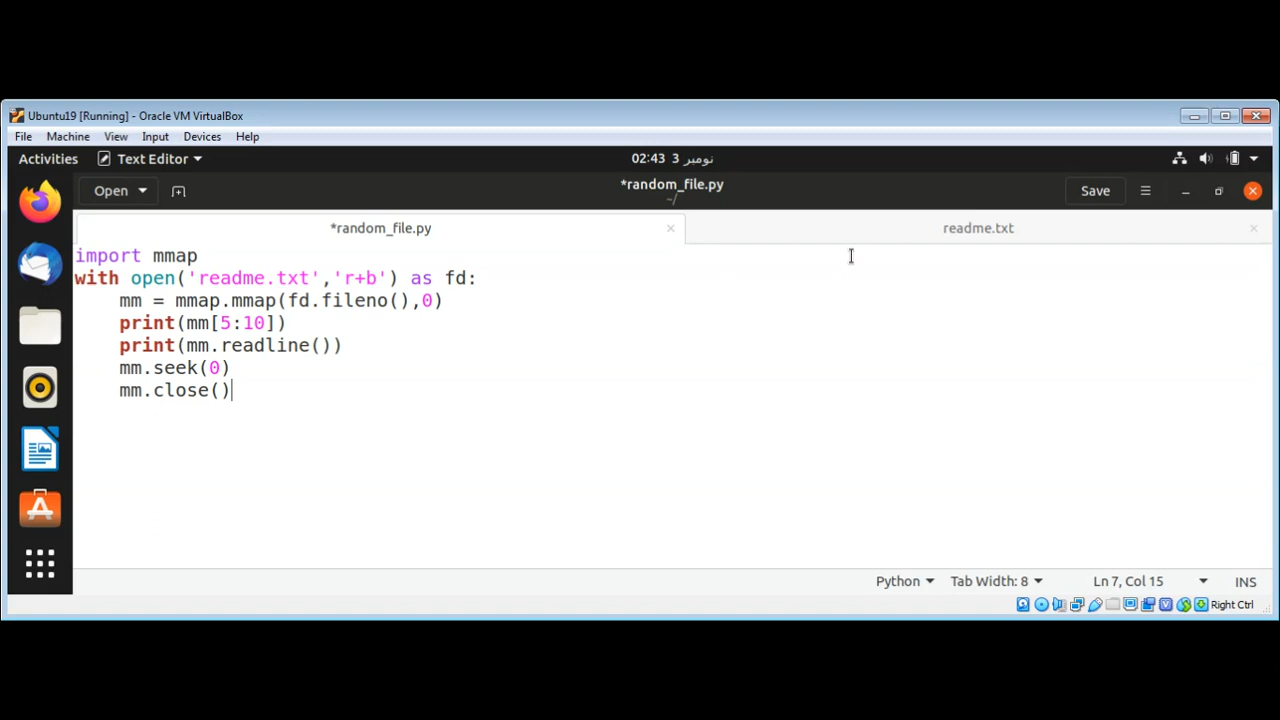 Ubuntu19 [Running] - Oracle VM VirtualBox
File Machine View Input Devices Help
Activities Text Editor 02:43 3 نومبر
Open *random_file.py Save
~/
*random_file.py readme.txt
import mmap
with open('readme.txt','r+b') as fd:
    mm = mmap.mmap(fd.fileno(),0)
    print(mm[5:10])
    print(mm.readline())
    mm.seek(0)
    mm.close()
Python Tab Width: 8 Ln 7, Col 15 INS
Right Ctrl